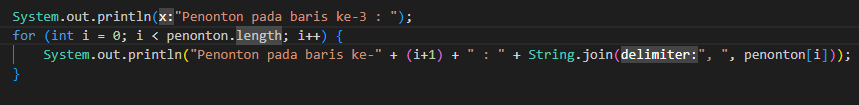 System.out.println(x:"Penonton pada baris ke-3 : ");
for (int i = 0; i < penonton.length; i++) {
System.out.println("Penonton pada baris ke-" + (i+1) + " : " + String.join(delimiter:", ", penonton[i]));
}